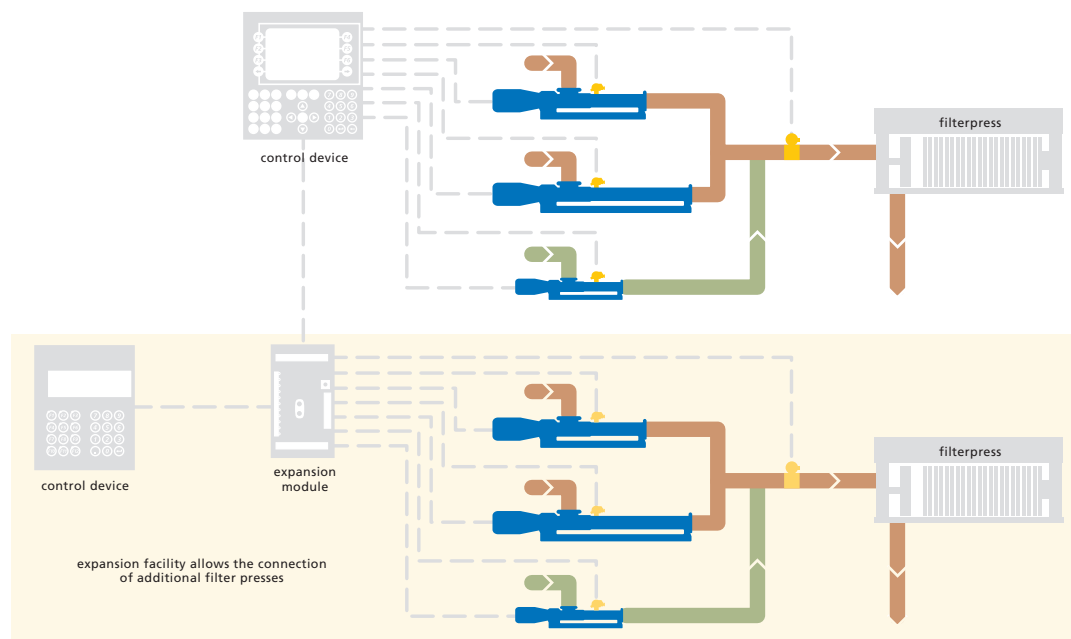 control device
filterpress
control device
expansion
module
filterpress
expansion facility allows the connection
of additional filter presses